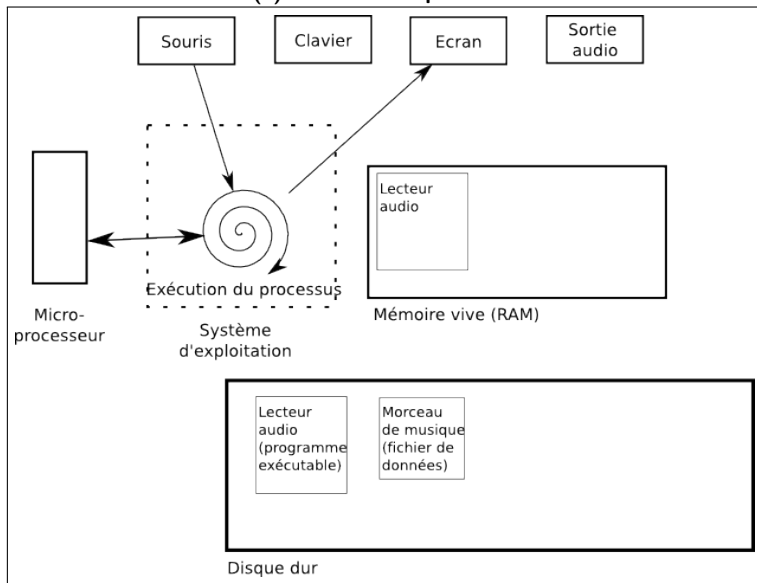 Souris
Clavier
Ecran
Sortie
audio
Lecteur
audio
Exécution du processus
Micro-
processeur
Système
d'exploitation
Mémoire vive (RAM)
Lecteur
audio
(programme
exécutable)
Morceau
de musique
(fichier de
données)
Disque dur